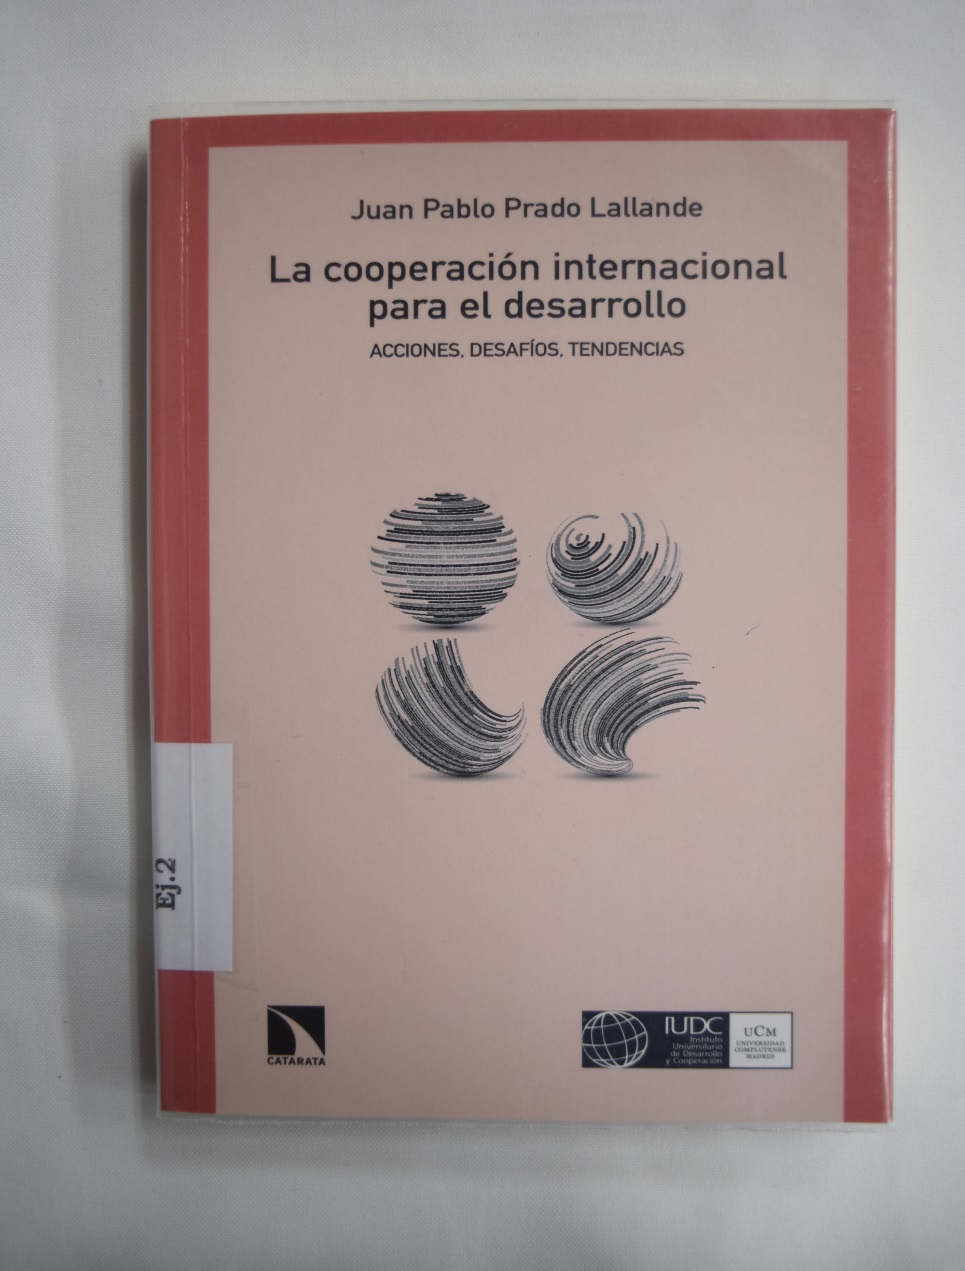 Juan Pablo Prado Lallande
La cooperación internacional
para el desarrollo
ACCIONES, DESAFÍOS, TENDENCIAS
Ej.2
CATARATA
IUDC
Instituto
Universitario
de Desarrollo
y Cooperación
UCM
UNIVERSIDAD
COMPLUTENSE
MADRID